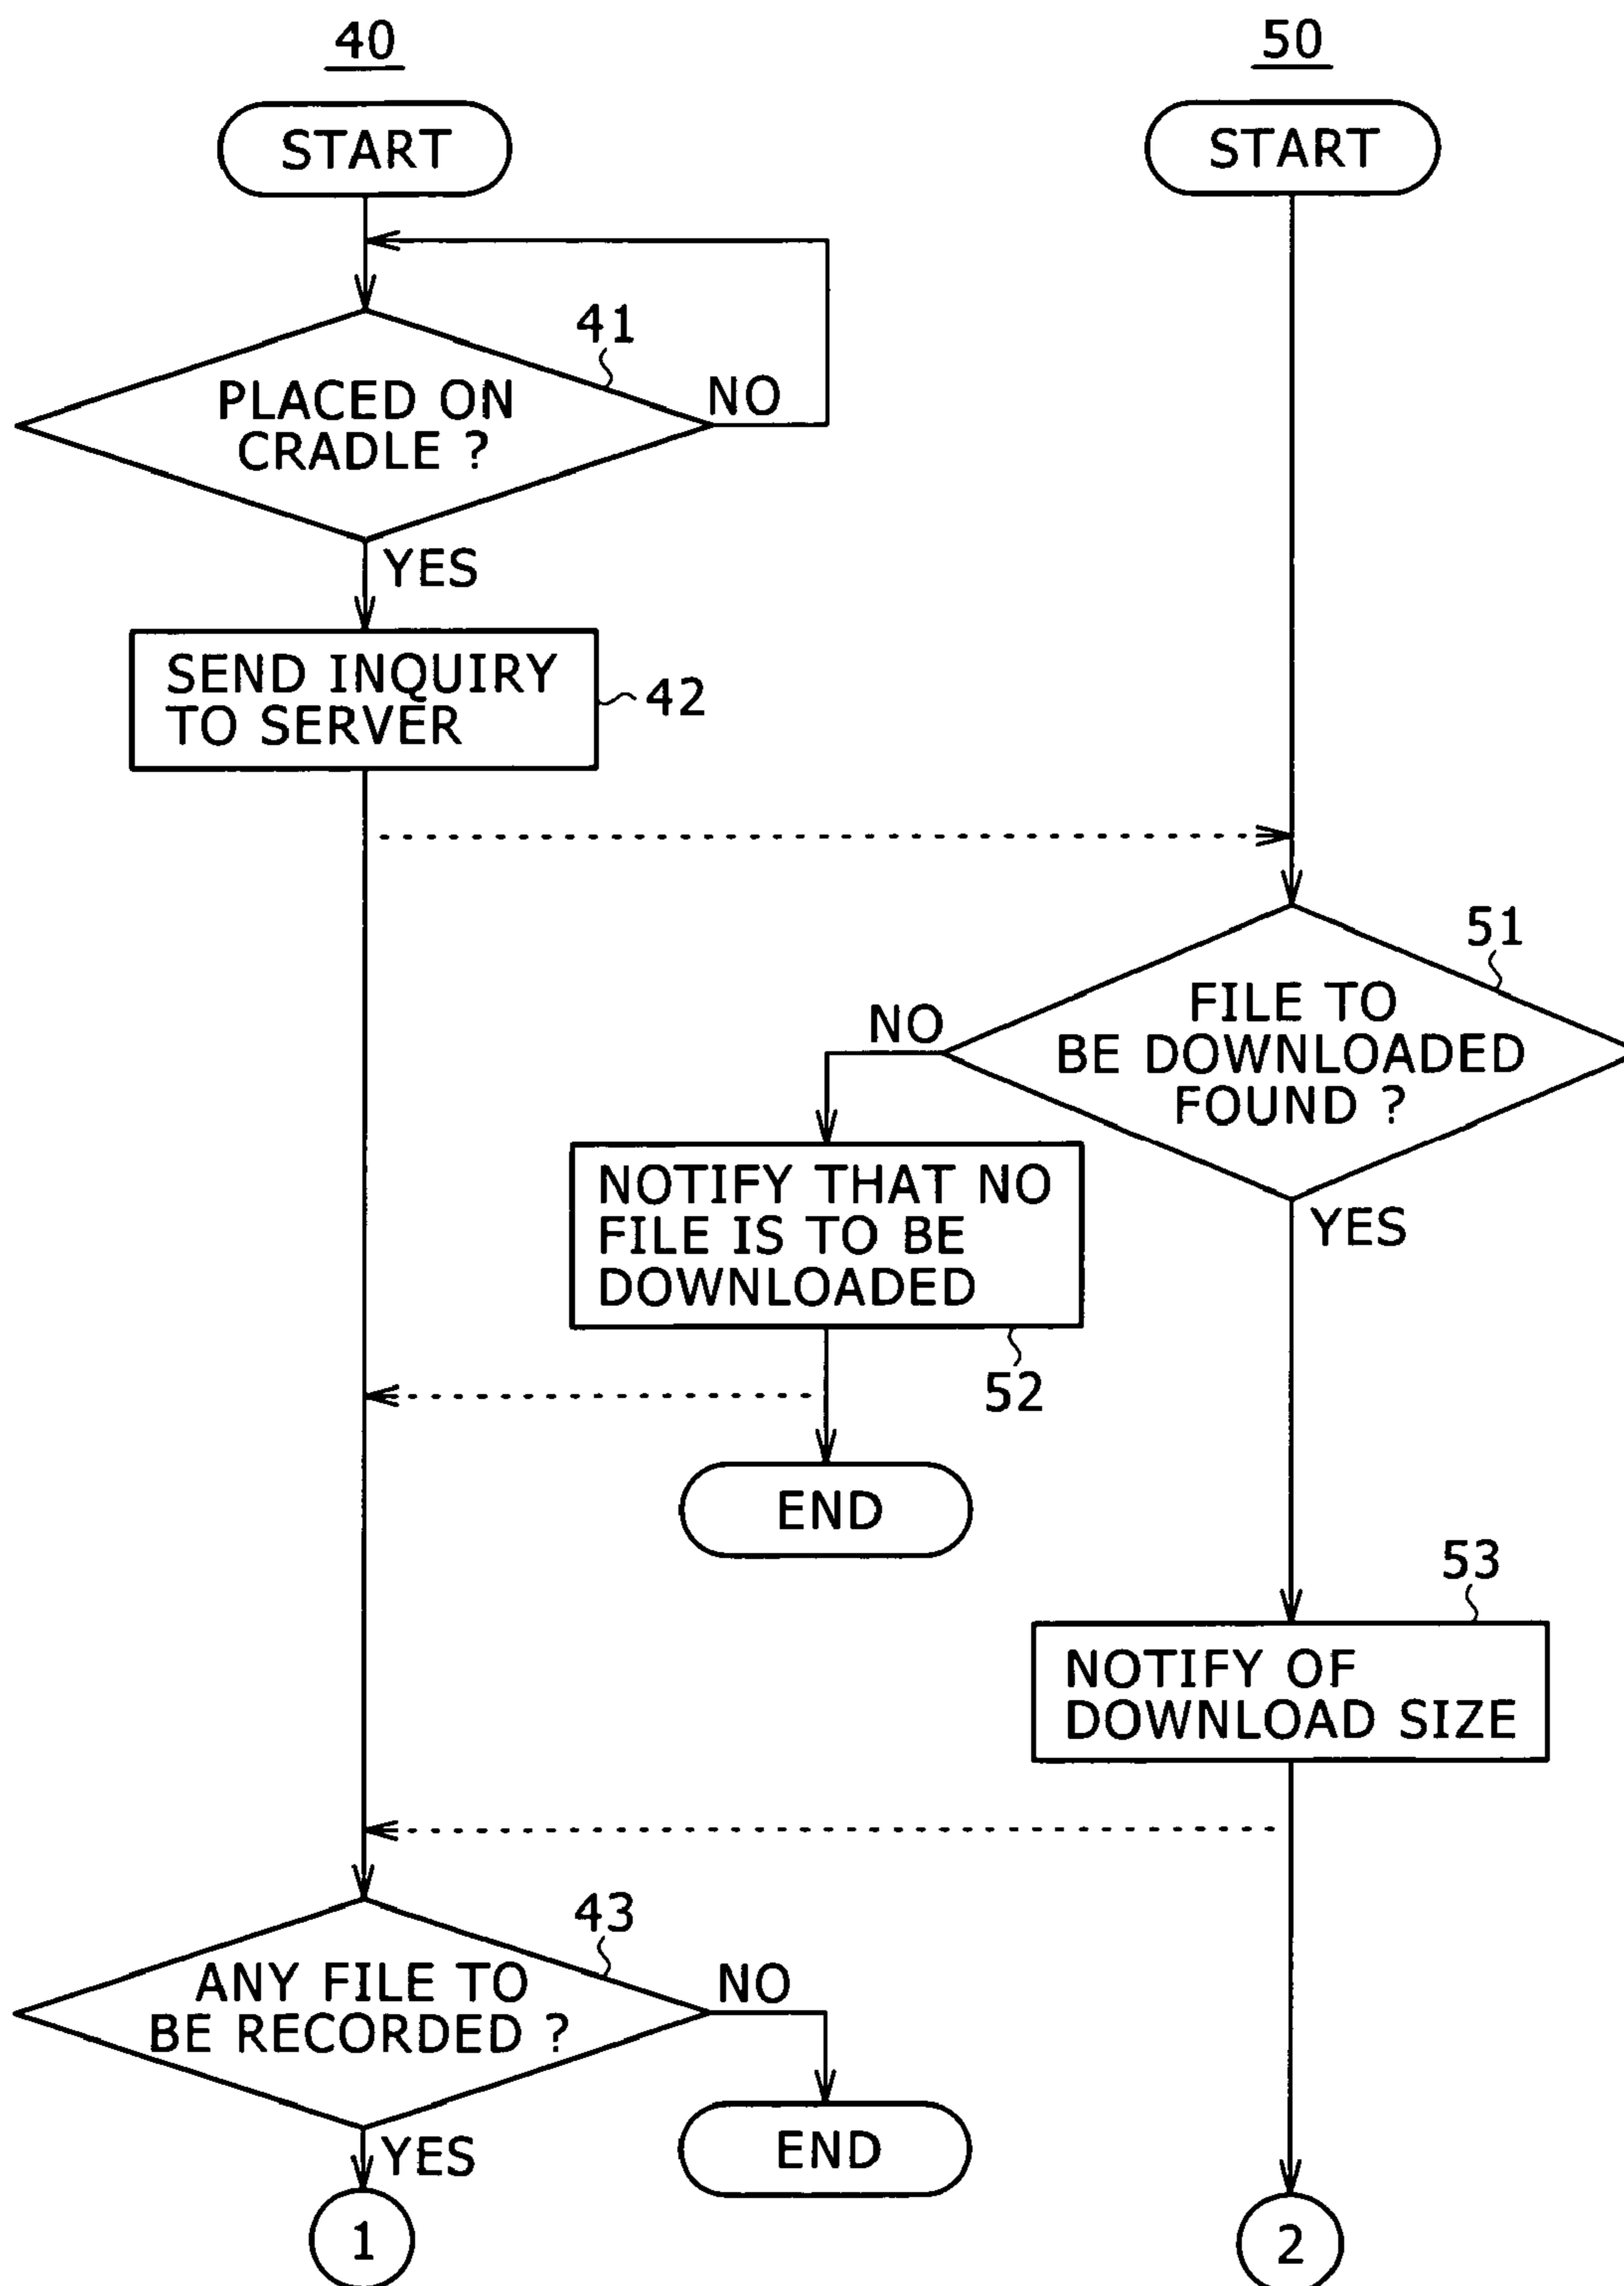 40
50
START
START
41
PLACED ON
CRADLE ?
NO
YES
SEND INQUIRY
TO SERVER
42
51
FILE TO
BE DOWNLOADED
FOUND ?
NO
YES
NOTIFY THAT NO
FILE IS TO BE
DOWNLOADED
52
END
53
NOTIFY OF
DOWNLOAD SIZE
43
ANY FILE TO
BE RECORDED ?
NO
YES
END
1
2